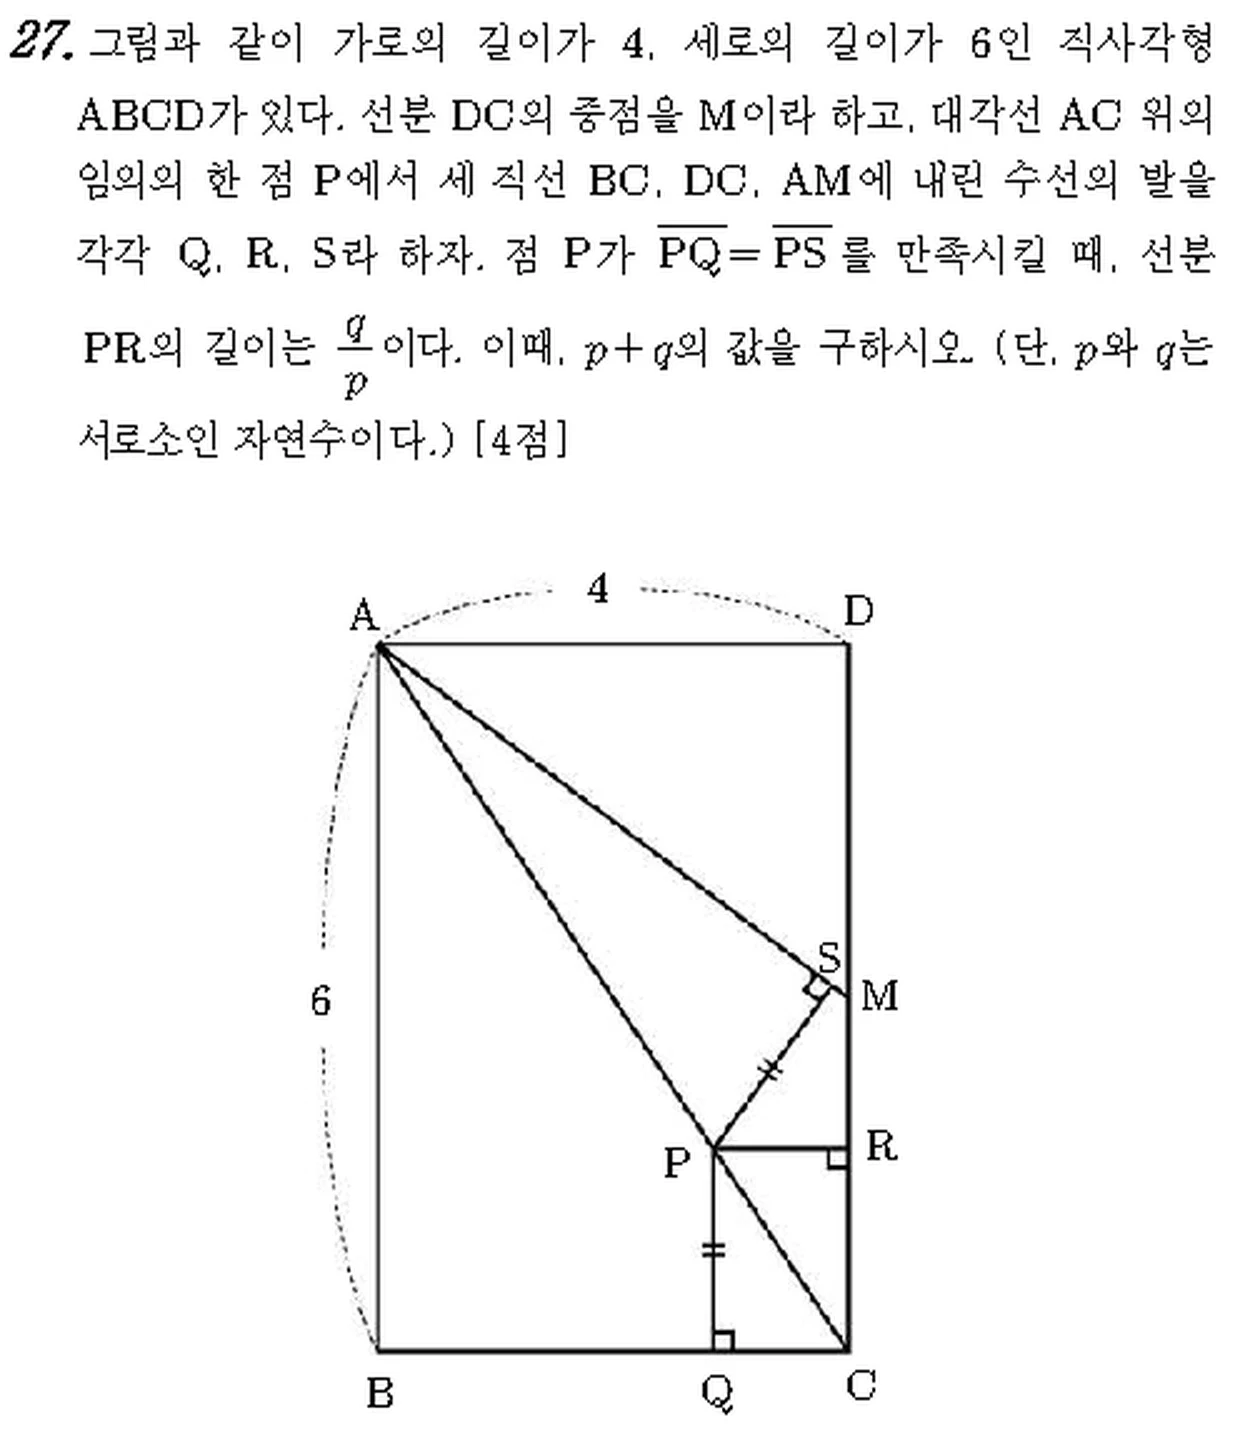 27. 그림과 같이 가로의 길이가 4, 세로의 길이가 6인 직사각형
ABCD가 있다. 선분 DC의 중점을 M이라 하고, 대각선 AC 위의
임의의 한 점 P에서 세 직선 BC, DC, AM에 내린 수선의 발을
각각 Q, R, S라 하자. 점 P가 \overline{PQ} = \overline{PS} 를 만족시킬 때, 선분
PR의 길이는 \frac{q}{p}이다. 이때, p+q의 값을 구하시오. (단, p와 q는
서로소인 자연수이다.) [4점]
4
A
D
S
6
M
P
R
B
Q
C